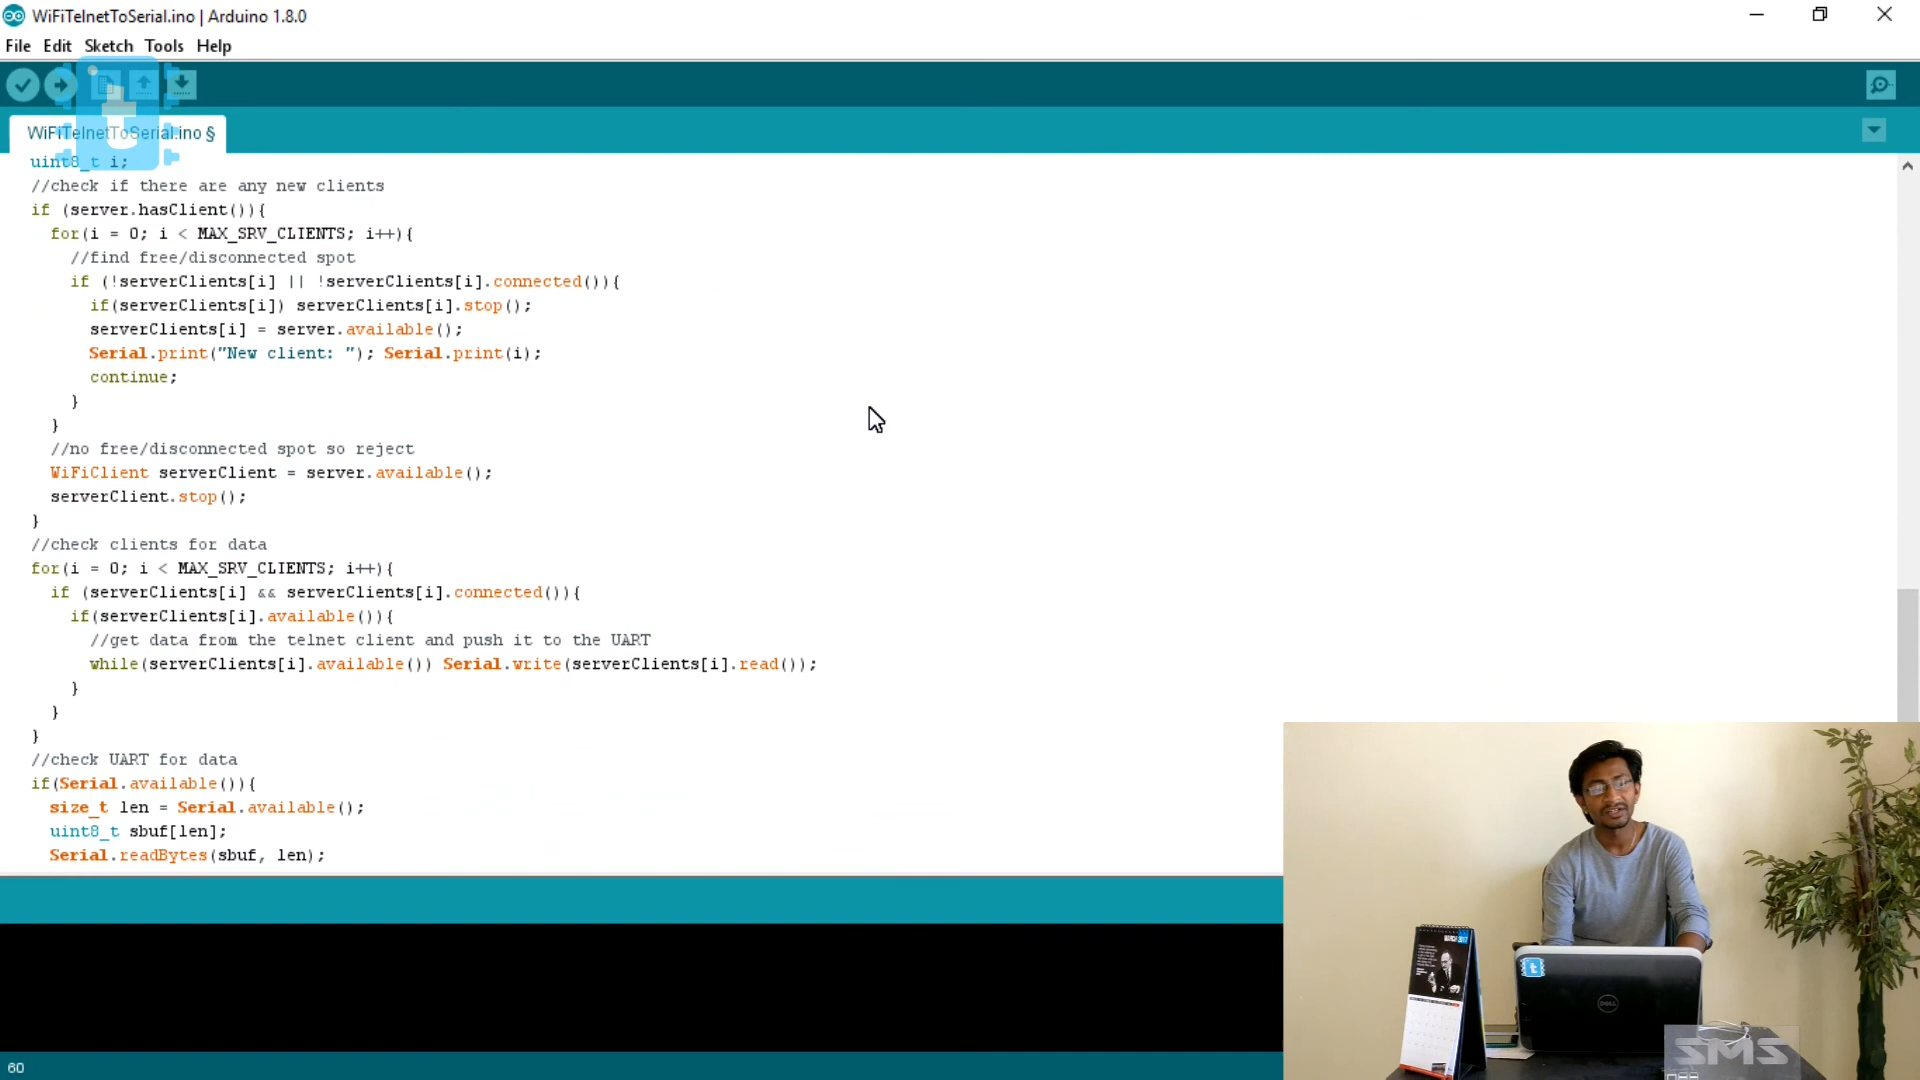 WiFiTelnetToSerial.ino | Arduino 1.8.0
File Edit Sketch Tools Help
WiFiTelnetToSerial.ino §
uint8_t i;
//check if there are any new clients
if (server.hasClient()){
for(i = 0; i < MAX_SRV_CLIENTS; i++){
//find free/disconnected spot
if (!serverClients[i] || !serverClients[i].connected()){
if(serverClients[i]) serverClients[i].stop();
serverClients[i] = server.available();
Serial.print("New client: "); Serial.print(i);
continue;
}
}
//no free/disconnected spot so reject
WiFiClient serverClient = server.available();
serverClient.stop();
}
//check clients for data
for(i = 0; i < MAX_SRV_CLIENTS; i++){
if (serverClients[i] && serverClients[i].connected()){
if(serverClients[i].available()){
//get data from the telnet client and push it to the UART
while(serverClients[i].available()) Serial.write(serverClients[i].read());
}
}
}
//check UART for data
if(Serial.available()){
size_t len = Serial.available();
uint8_t sbuf[len];
Serial.readBytes(sbuf, len);
60
t
MARCH 2017
t
DELL
SMS